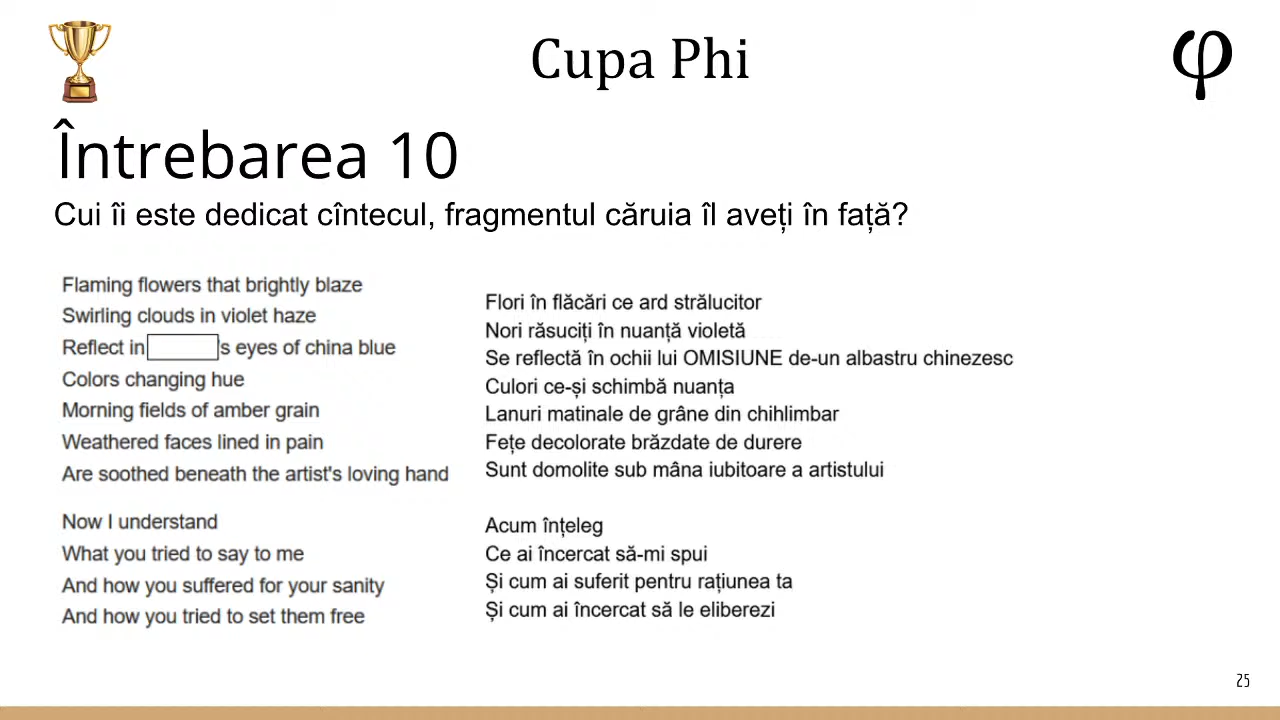 Cupa Phi
φ
Întrebarea 10
Cui îi este dedicat cîntecul, fragmentul căruia îl aveți în față?
Flaming flowers that brightly blaze
Swirling clouds in violet haze
Reflect in 's eyes of china blue
Colors changing hue
Morning fields of amber grain
Weathered faces lined in pain
Are soothed beneath the artist's loving hand
Now I understand
What you tried to say to me
And how you suffered for your sanity
And how you tried to set them free
Flori în flăcări ce ard strălucitor
Nori răsuciți în nuanță violetă
Se reflectă în ochii lui OMISIUNE de-un albastru chinezesc
Culori ce-și schimbă nuanța
Lanuri matinale de grâne din chihlimbar
Fețe decolorate brăzdate de durere
Sunt domolite sub mâna iubitoare a artistului
Acum înțeleg
Ce ai încercat să-mi spui
Și cum ai suferit pentru rațiunea ta
Și cum ai încercat să le eliberezi
25